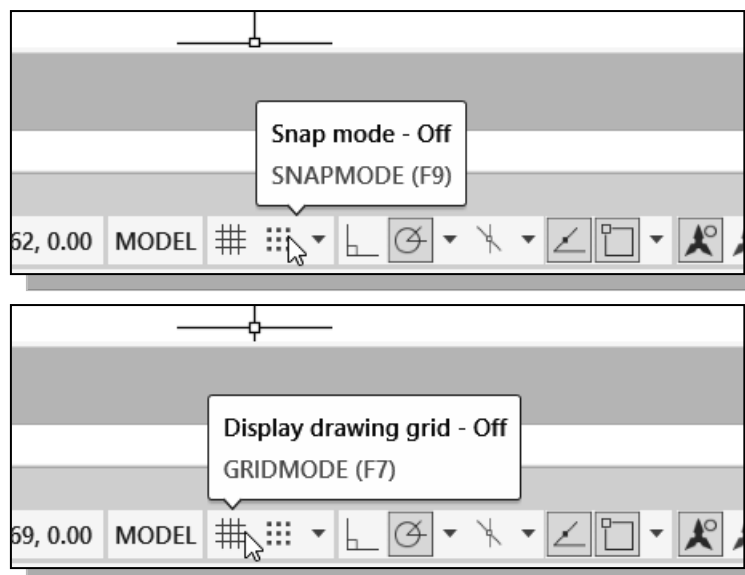 Snap mode - Off
SNAPMODE (F9)
62, 0.00 MODEL
Display drawing grid - Off
GRIDMODE (F7)
69, 0.00 MODEL